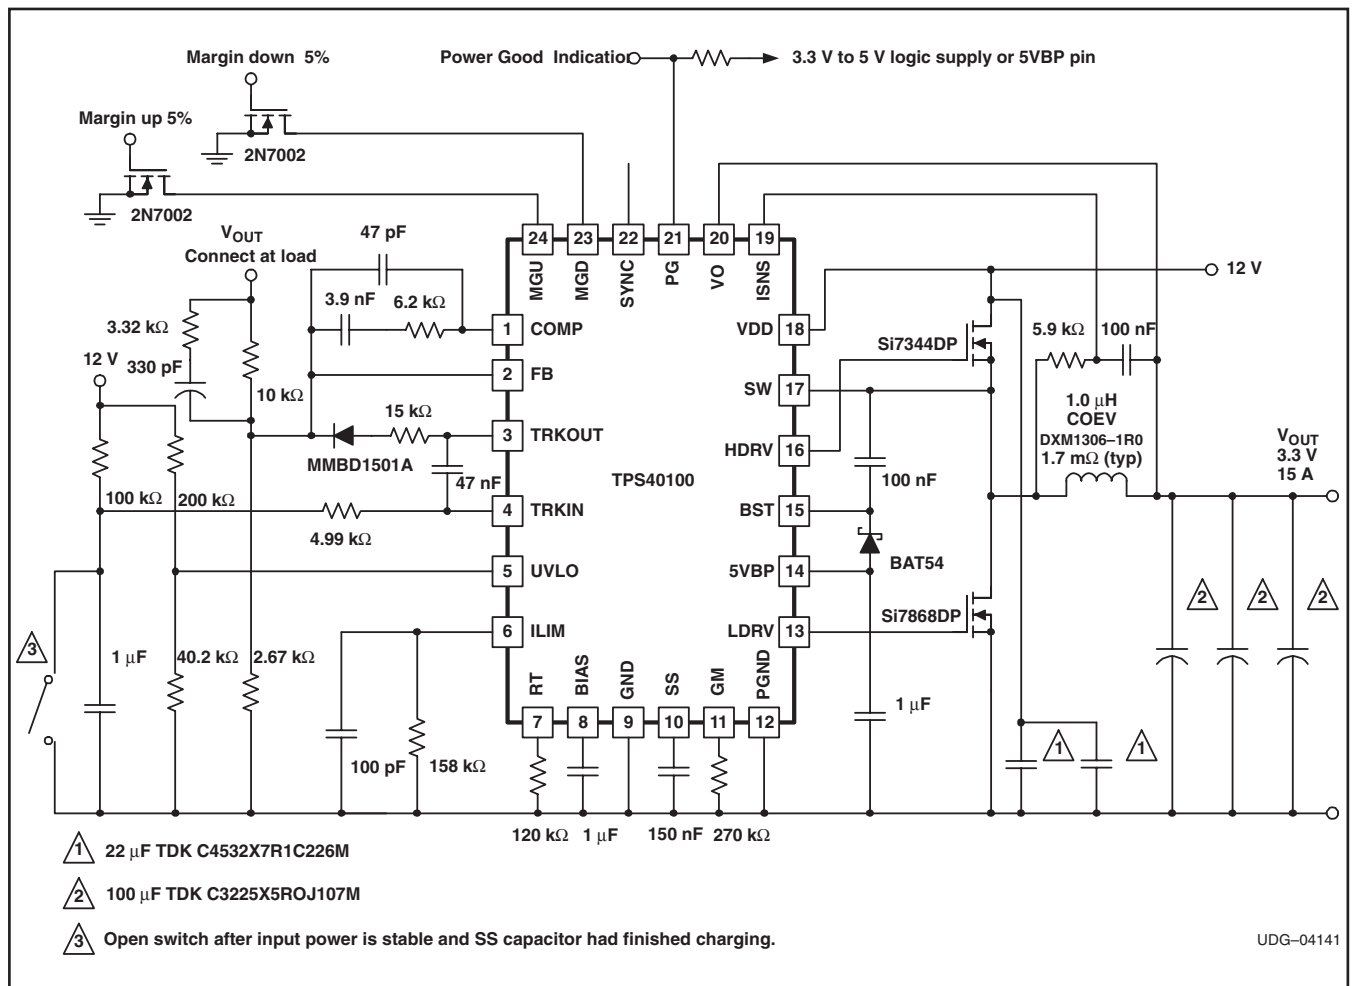 Margin down 5%
Power Good Indication
3.3 V to 5 V logic supply or 5VBP pin
Margin up 5%
2N7002
2N7002
VOUT
Connect at load
47 pF
24
23
22
21
20
19
MGU
MGD
SYNC
PG
VO
ISNS
12 V
3.9 nF
6.2 kΩ
3.32 kΩ
1
COMP
VDD
18
Si7344DP
5.9 kΩ
100 nF
12 V
330 pF
10 kΩ
2
FB
SW
17
1.0 μH
COEV
DXM1306–1R0
1.7 mΩ (typ)
15 kΩ
3
TRKOUT
HDRV
16
VOUT
3.3 V
15 A
MMBD1501A
47 nF
TPS40100
100 nF
100 kΩ
200 kΩ
4.99 kΩ
4
TRKIN
BST
15
BAT54
5
UVLO
5VBP
14
Si7868DP
2
2
2
6
ILIM
LDRV
13
3
1 μF
40.2 kΩ
2.67 kΩ
RT
BIAS
GND
SS
GM
PGND
7
8
9
10
11
12
1 μF
100 pF
158 kΩ
1
1
120 kΩ
1 μF
150 nF
270 kΩ
1 22 μF TDK C4532X7R1C226M
2 100 μF TDK C3225X5ROJ107M
3 Open switch after input power is stable and SS capacitor had finished charging.
UDG–04141